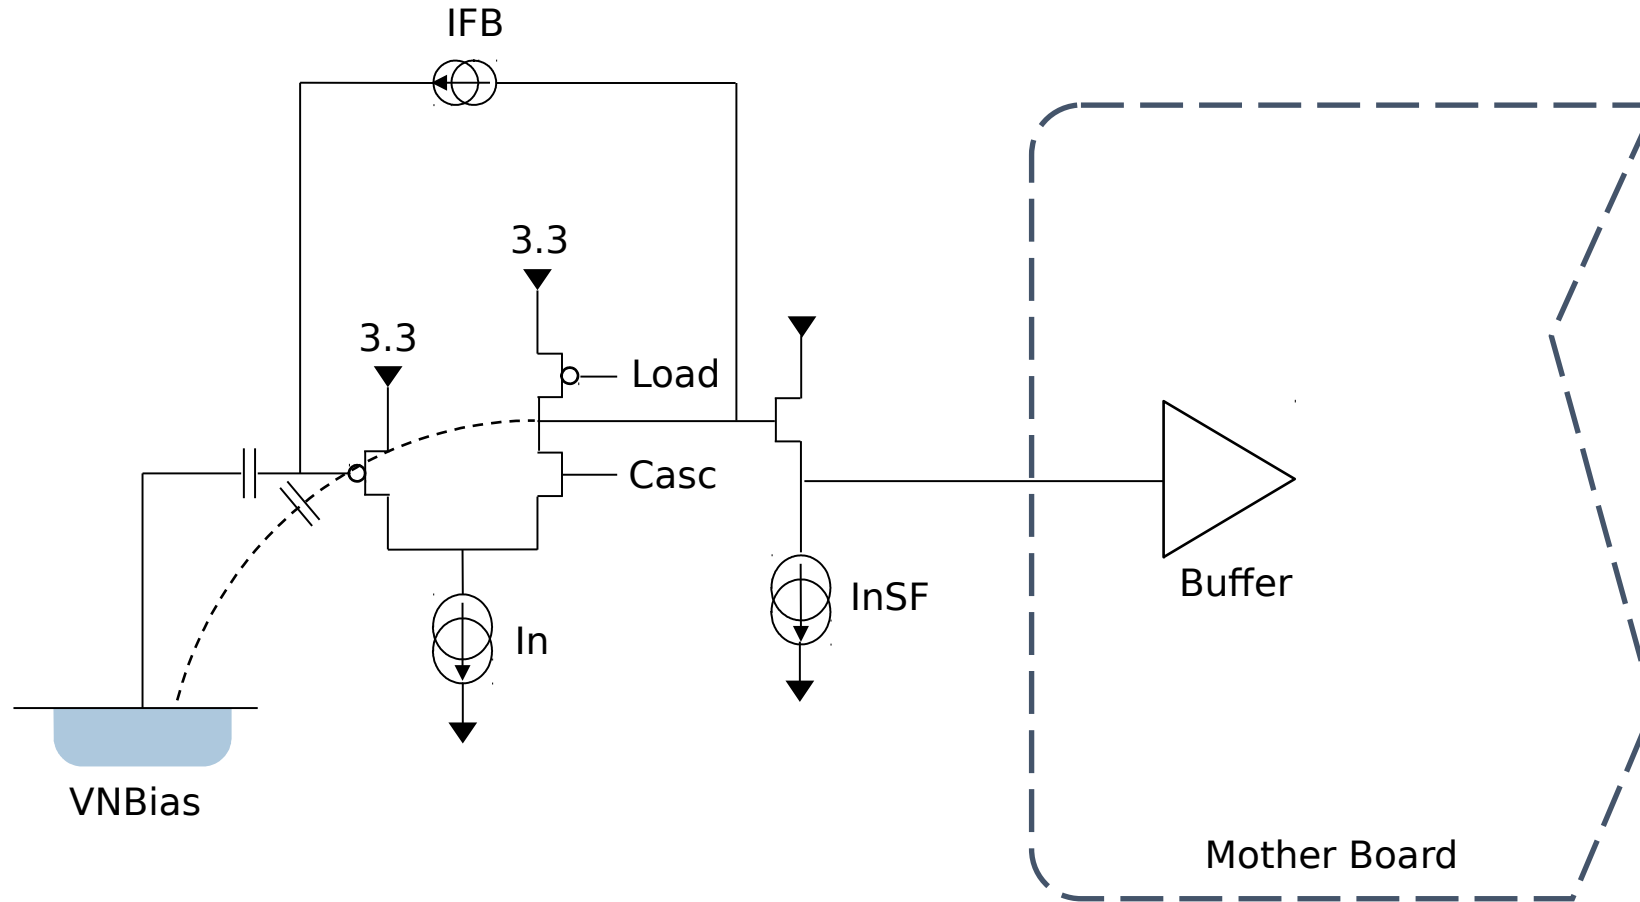 IFB
3.3
3.3
Load
Casc
InSF
Buffer
In
VNBias
Mother Board